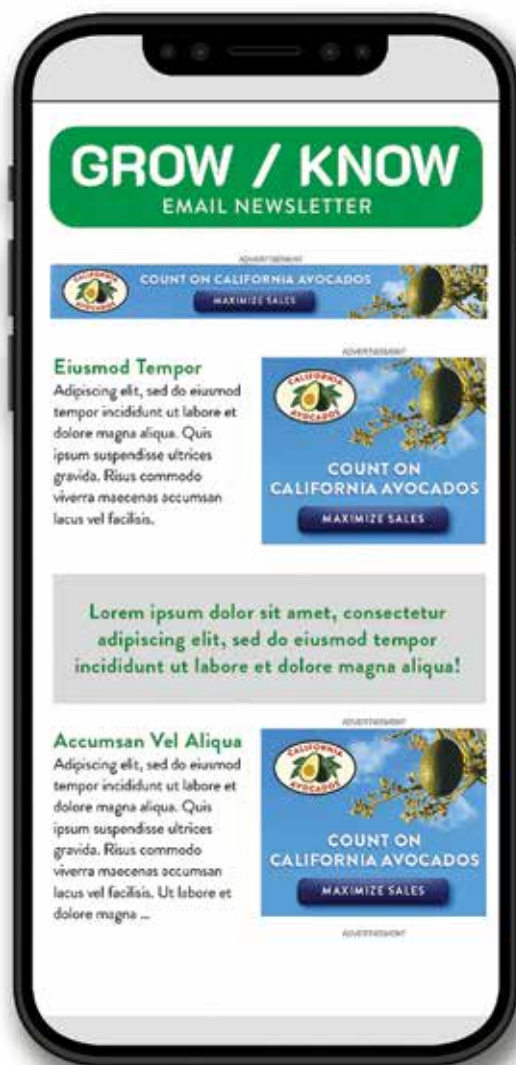 GROW / KNOW
EMAIL NEWSLETTER
ADVERTISEMENT
CALIFORNIA
AVOCADOS
COUNT ON CALIFORNIA AVOCADOS
MAXIMIZE SALES
Eiusmod Tempor
Adipiscing elit, sed do eiusmod
tempor incididunt ut labore et
dolore magna aliqua. Quis
ipsum suspendisse ultrices
gravida. Risus commodo
viverra maecenas accumsan
lacus vel facilisis.
ADVERTISEMENT
CALIFORNIA
AVOCADOS
COUNT ON
CALIFORNIA AVOCADOS
MAXIMIZE SALES
Lorem ipsum dolor sit amet, consectetur
adipiscing elit, sed do eiusmod tempor
incididunt ut labore et dolore magna aliqua!
Accumsan Vel Aliqua
Adipiscing elit, sed do eiusmod
tempor incididunt ut labore et
dolore magna aliqua. Quis
ipsum suspendisse ultrices
gravida. Risus commodo
viverra maecenas accumsan
lacus vel facilisis. Ut labore et
dolore magna ...
ADVERTISEMENT
CALIFORNIA
AVOCADOS
COUNT ON
CALIFORNIA AVOCADOS
MAXIMIZE SALES
ADVERTISEMENT